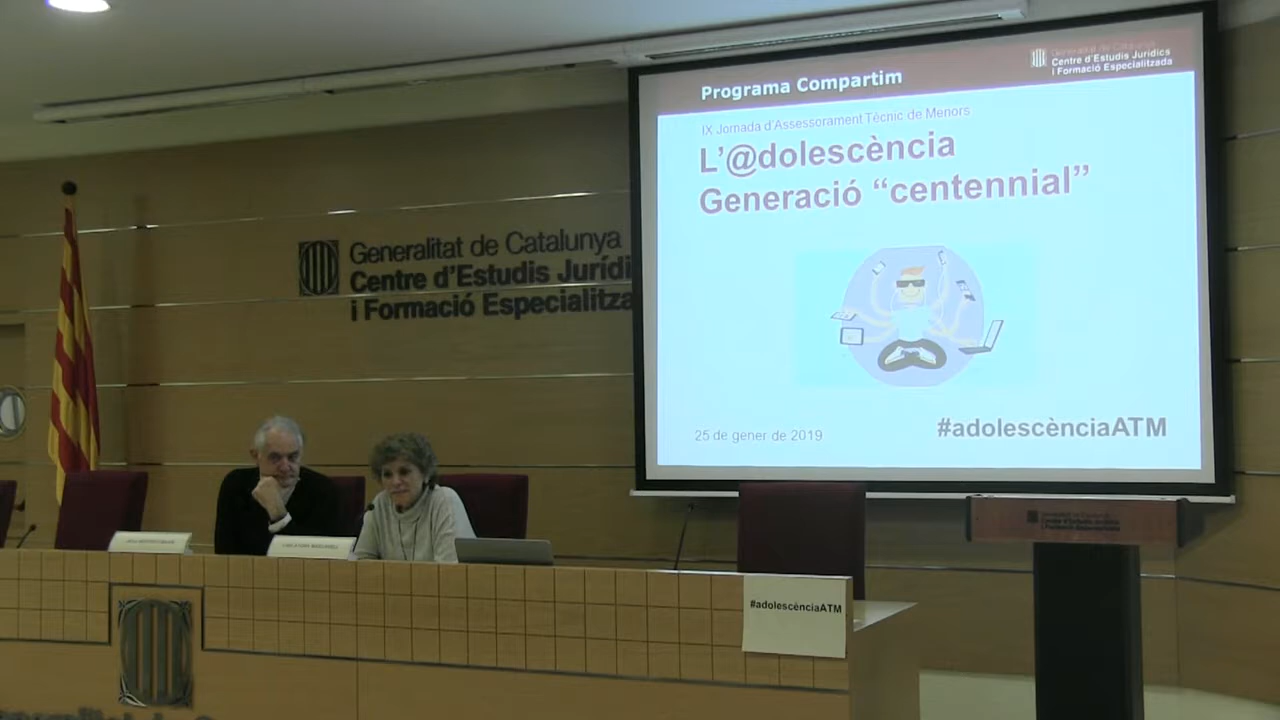 Generalitat de Catalunya
Centre d'Estudis Jurídics
i Formació Especialitzada
Programa Compartim
IX Jornada d'Assessorament Tècnic de Menors
L'@dolescència
Generació “centennial”
25 de gener de 2019
#adolescènciaATM
Generalitat de Catalunya
Centre d'Estudis Jurídi
i Formació Especialitza
#adolescènciaATM